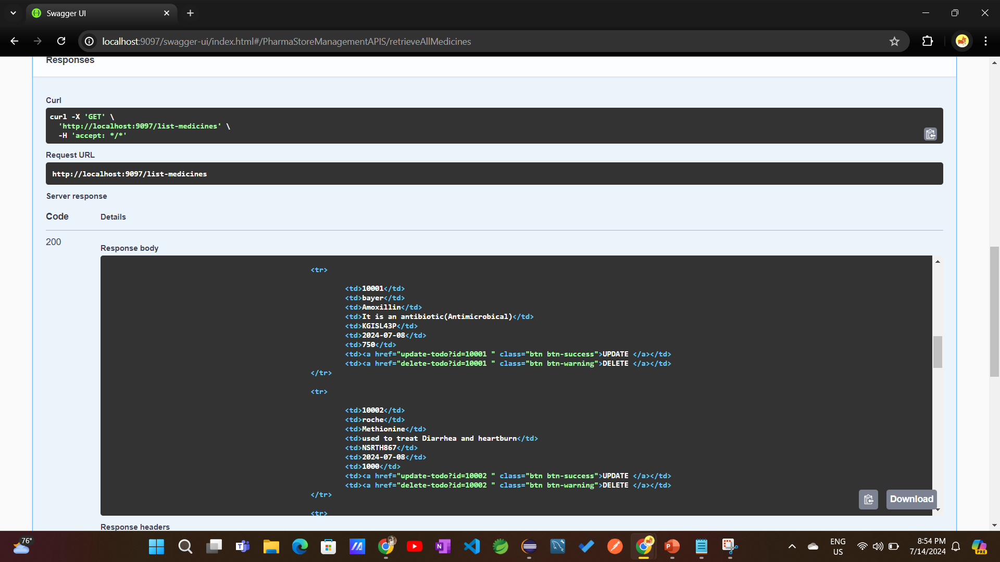 Swagger UI
localhost:9097/swagger-ui/index.html#/PharmaStoreManagementAPIS/retrieveAllMedicines
Responses
Curl
curl -X 'GET' \
'http://localhost:9097/list-medicines' \
-H 'accept: */*'
Request URL
http://localhost:9097/list-medicines
Server response
Code Details
200
Response body
<tr>
<td>10001</td>
<td>bayer</td>
<td>Amoxillin</td>
<td>It is an antibiotic(Antimicrobical)</td>
<td>KGISL43P</td>
<td>2024-07-08</td>
<td>750</td>
<td><a href="update-todo?id=10001 " class="btn btn-success">UPDATE </a></td>
<td><a href="delete-todo?id=10001 " class="btn btn-warning">DELETE </a></td>
</tr>
<tr>
<td>10002</td>
<td>roche</td>
<td>Methionine</td>
<td>used to treat Diarrhea and heartburn</td>
<td>NSRTH867</td>
<td>2024-07-08</td>
<td>1000</td>
<td><a href="update-todo?id=10002 " class="btn btn-success">UPDATE </a></td>
<td><a href="delete-todo?id=10002 " class="btn btn-warning">DELETE </a></td>
</tr>
<tr>
Download
Response headers
76°
ENG
US
8:54 PM
7/14/2024
PRE